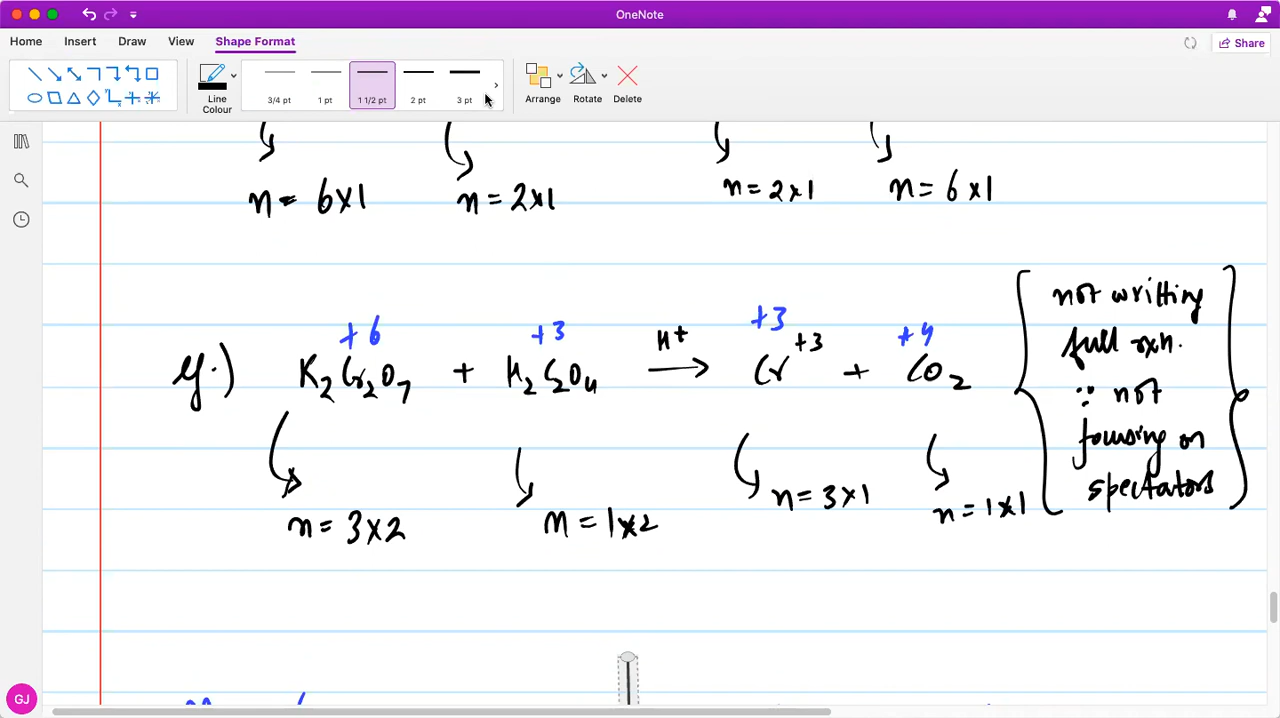 OneNote
Home Insert Draw View Shape Format
Share
Line Colour
3/4 pt 1 pt 1 1/2 pt 2 pt 3 pt
Arrange Rotate Delete
n = 6x1 n = 2x1 n = 2x1 n = 6x1
+6 +3 H+ +3 +4
eg.) K2Cr2O7 + H2C2O4 → Cr+3 + CO2
n = 3x2 n = 1x2 n = 3x1 n = 1x1
not writting
full rxn.
∵ not
focusing on
spectators
GJ